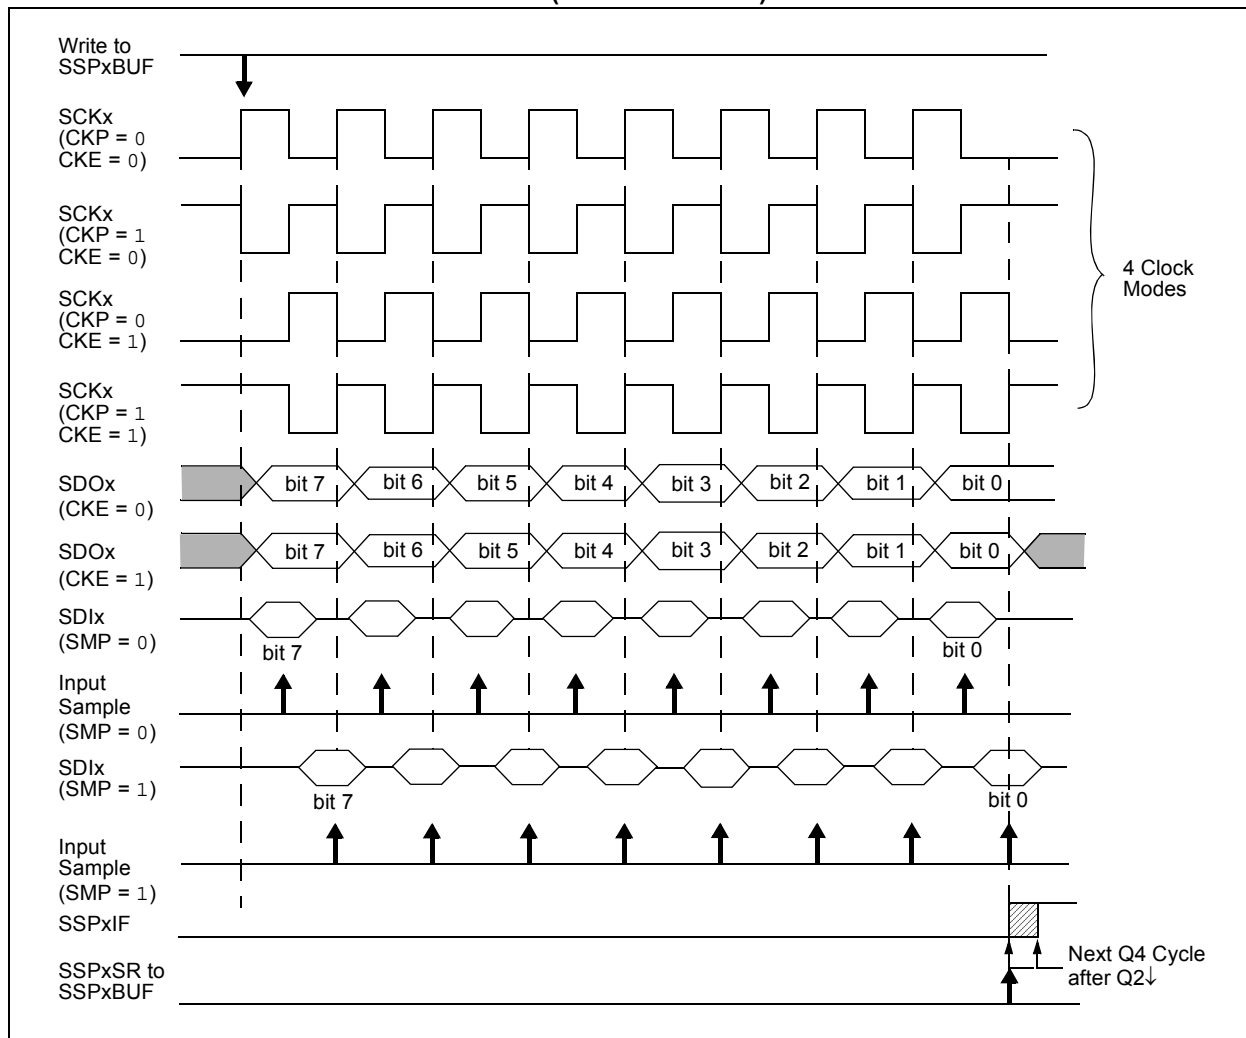 Write to
SSPxBUF
SCKx
(CKP = 0
CKE = 0)
SCKx
(CKP = 1
CKE = 0)
4 Clock
Modes
SCKx
(CKP = 0
CKE = 1)
SCKx
(CKP = 1
CKE = 1)
SDOx
(CKE = 0)
bit 7 bit 6 bit 5 bit 4 bit 3 bit 2 bit 1 bit 0
SDOx
(CKE = 1)
bit 7 bit 6 bit 5 bit 4 bit 3 bit 2 bit 1 bit 0
SDIx
(SMP = 0)
bit 7 bit 0
Input
Sample
(SMP = 0)
SDIx
(SMP = 1)
bit 7 bit 0
Input
Sample
(SMP = 1)
SSPxIF
Next Q4 Cycle
after Q2↓
SSPxSR to
SSPxBUF